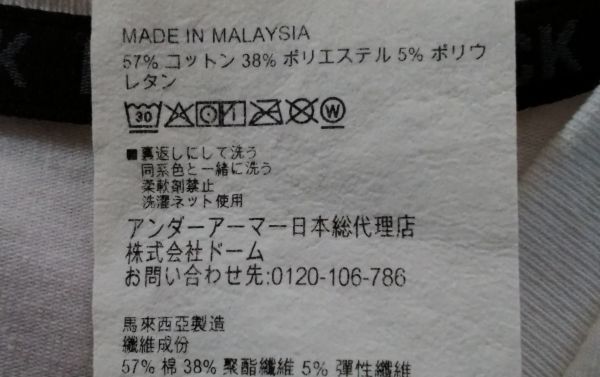 MADE IN MALAYSIA
57% コットン 38% ポリエステル 5% ポリウ
レタン
30 W
■裏返しにして洗う
同系色と一緒に洗う
柔軟剤禁止
洗濯ネット使用
アンダーアーマー日本総代理店
株式会社ドーム
お問い合わせ先:0120-106-786
馬來西亞製造
纖維成份
57% 棉 38% 聚酯纖維 5% 彈性纖維